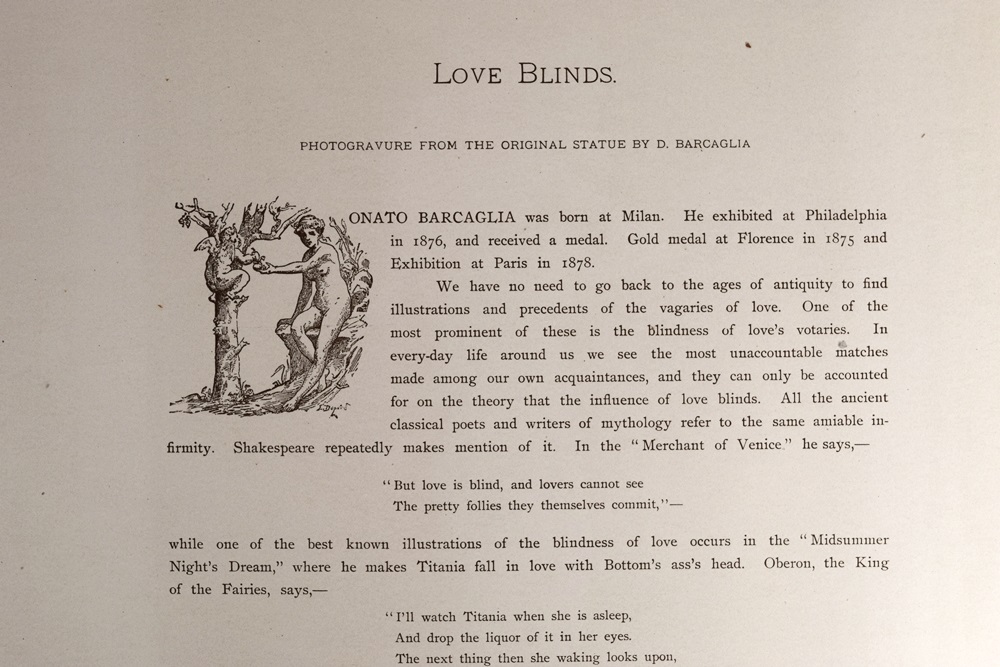 LOVE BLINDS.
PHOTOGRAVURE FROM THE ORIGINAL STATUE BY D. BARCAGLIA
DONATO BARCAGLIA was born at Milan. He exhibited at Philadelphia
in 1876, and received a medal. Gold medal at Florence in 1875 and
Exhibition at Paris in 1878.
We have no need to go back to the ages of antiquity to find
illustrations and precedents of the vagaries of love. One of the
most prominent of these is the blindness of love's votaries. In
every-day life around us we see the most unaccountable matches
made among our own acquaintances, and they can only be accounted
for on the theory that the influence of love blinds. All the ancient
classical poets and writers of mythology refer to the same amiable in-
firmity. Shakespeare repeatedly makes mention of it. In the "Merchant of Venice" he says,—
"But love is blind, and lovers cannot see
The pretty follies they themselves commit,"—
while one of the best known illustrations of the blindness of love occurs in the "Midsummer
Night's Dream," where he makes Titania fall in love with Bottom's ass's head. Oberon, the King
of the Fairies, says,—
"I'll watch Titania when she is asleep,
And drop the liquor of it in her eyes.
The next thing then she waking looks upon,